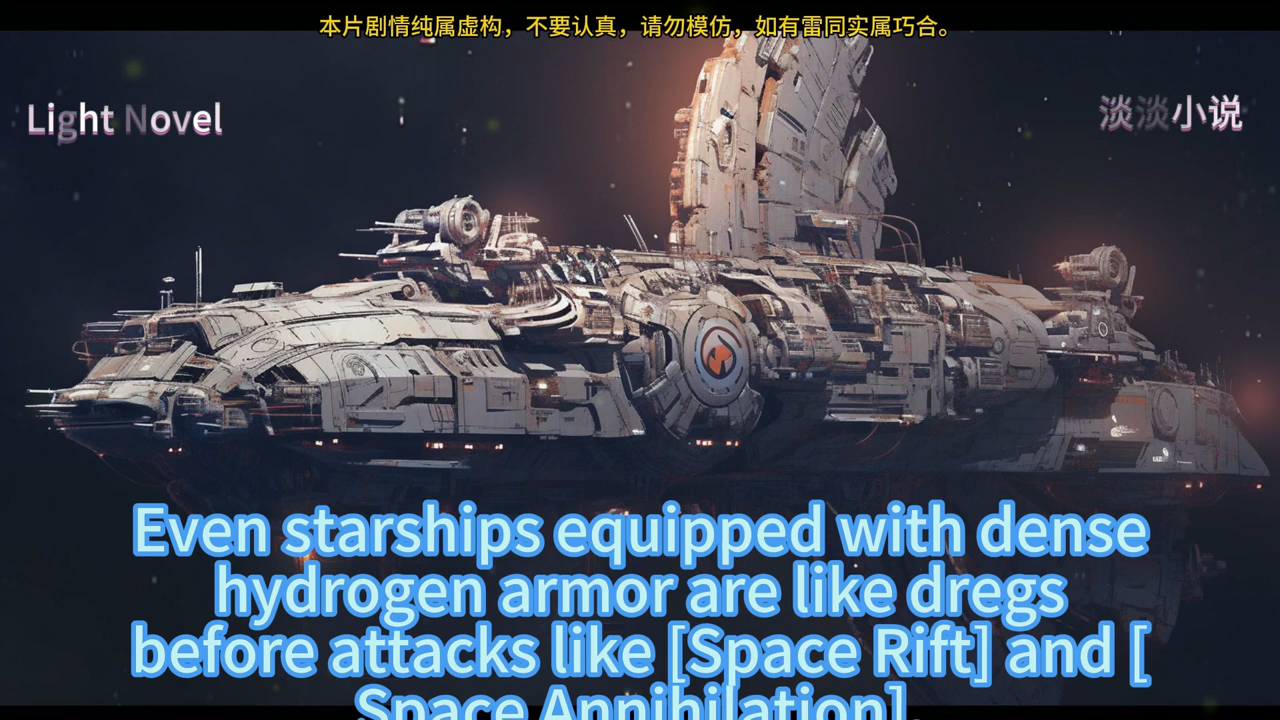 本片剧情纯属虚构，不要认真，请勿模仿，如有雷同实属巧合。
Light Novel
淡淡小说
Even starships equipped with dense
hydrogen armor are like dregs
before attacks like [Space Rift] and [
Space Annihilation].